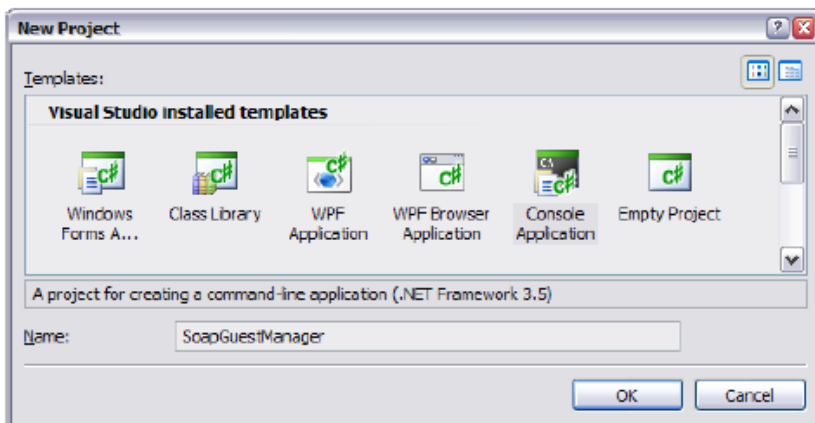 New Project
Templates:
Visual Studio installed templates
Windows Forms A...
Class Library
WPF Application
WPF Browser Application
Console Application
Empty Project
A project for creating a command-line application (.NET Framework 3.5)
Name:
SoapGuestManager
OK
Cancel